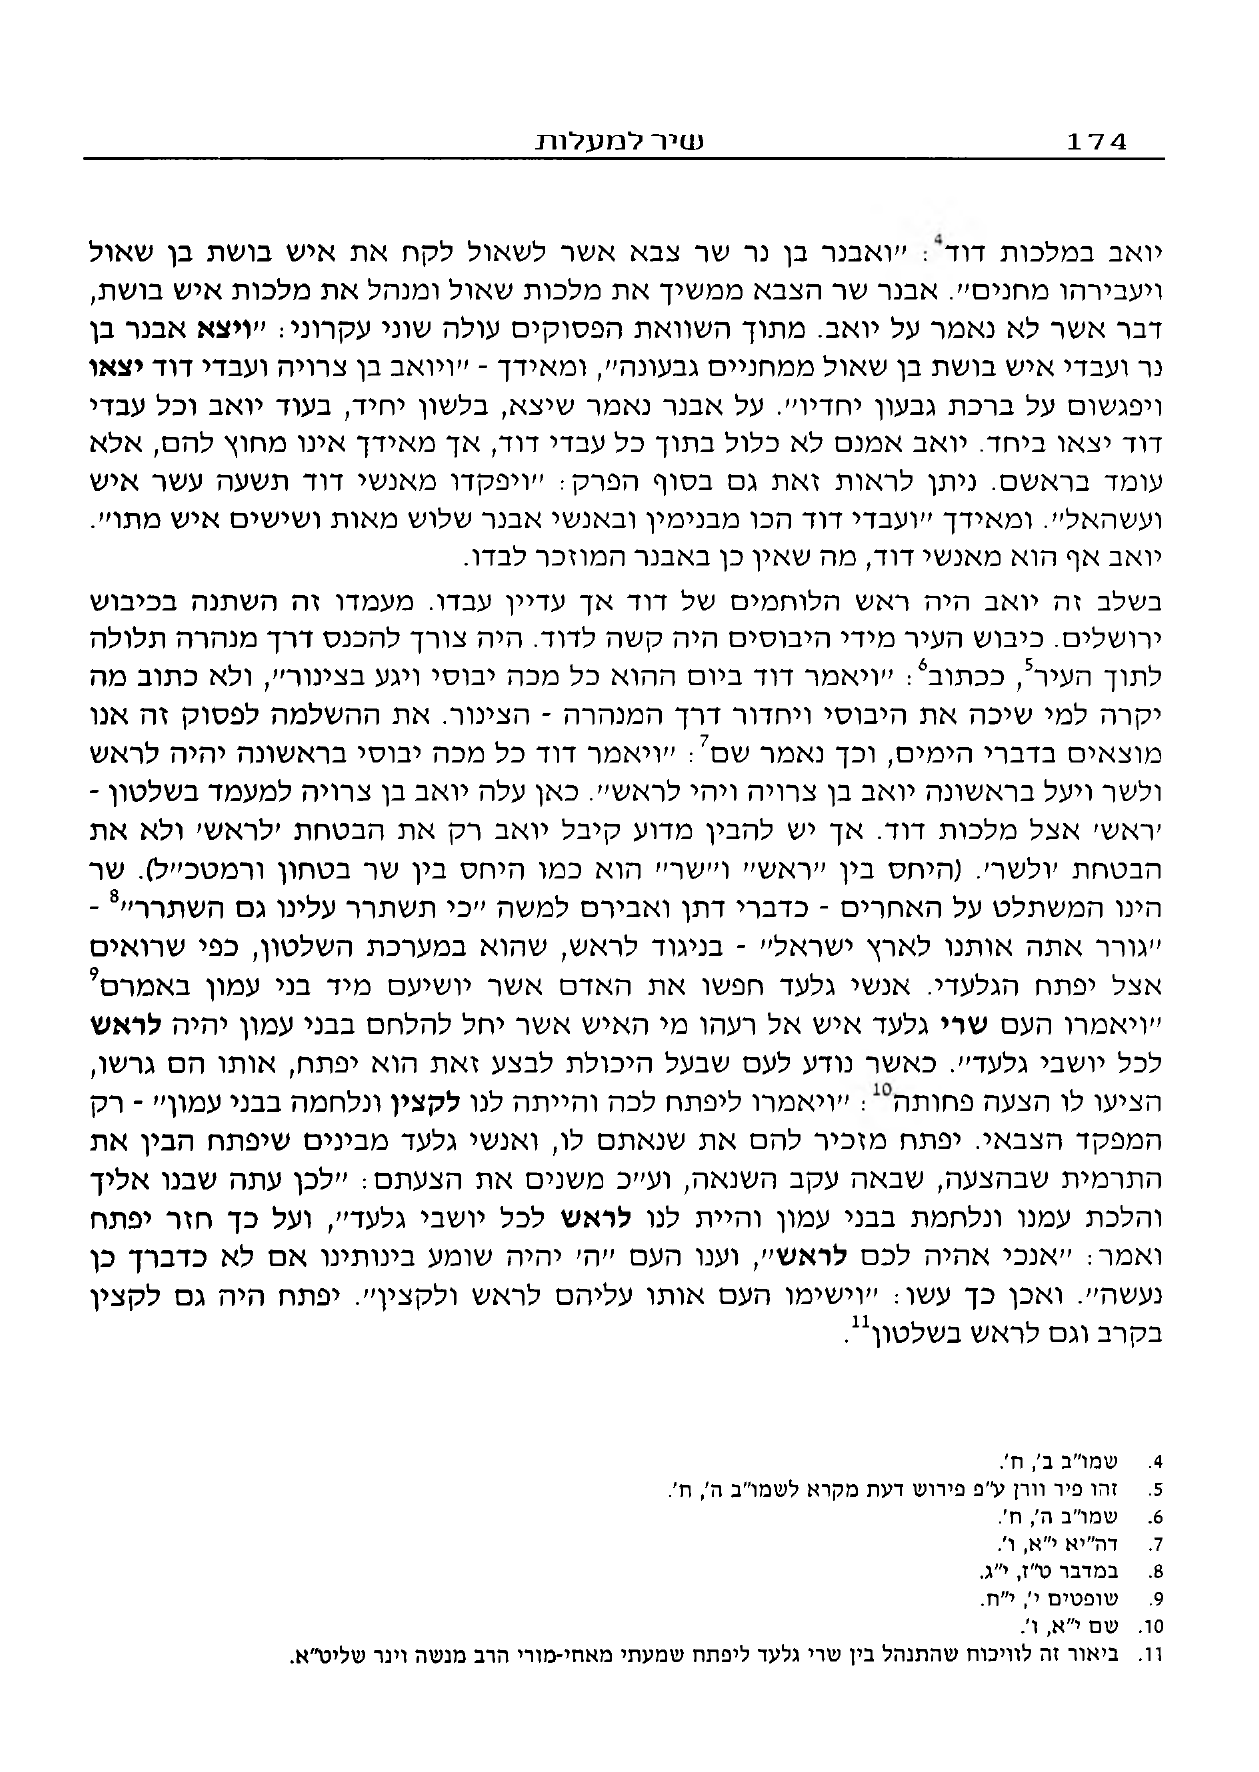 174 שיר למעלות
יואב במלכות דוד4: "ואבנר בן נר שר צבא אשר לשאול לקח את איש בושת בן שאול
ויעבירהו מחנים". אבנר שר הצבא ממשיך את מלכות שאול ומנהל את מלכות איש בושת,
דבר אשר לא נאמר על יואב. מתוך השוואת הפסוקים עולה שוני עקרוני: "ויצא אבנר בן
נר ועבדי איש בושת בן שאול ממחניים גבעונה", ומאידך - "ויואב בן צרויה ועבדי דוד יצאו
ויפגשום על ברכת גבעון יחדיו". על אבנר נאמר שיצא, בלשון יחיד, בעוד יואב וכל עבדי
דוד יצאו ביחד. יואב אמנם לא כלול בתוך כל עבדי דוד, אך מאידך אינו מחוץ להם, אלא
עומד בראשם. ניתן לראות זאת גם בסוף הפרק: "ויפקדו מאנשי דוד תשעה עשר איש
ועשהאל". ומאידך "ועבדי דוד הכו מבנימין ובאנשי אבנר שלוש מאות ושישים איש מתו".
יואב אף הוא מאנשי דוד, מה שאין כן באבנר המוזכר לבדו.
בשלב זה יואב היה ראש הלוחמים של דוד אך עדיין עבדו. מעמדו זה השתנה בכיבוש
ירושלים. כיבוש העיר מידי היבוסים היה קשה לדוד. היה צורך להכנס דרך מנהרה תלולה
לתוך העיר5, ככתוב6: "ויאמר דוד ביום ההוא כל מכה יבוסי ויגע בצינור", ולא כתוב מה
יקרה למי שיכה את היבוסי ויחדור דרך המנהרה - הצינור. את ההשלמה לפסוק זה אנו
מוצאים בדברי הימים, וכך נאמר שם7: "ויאמר דוד כל מכה יבוסי בראשונה יהיה לראש
ולשר ויעל בראשונה יואב בן צרויה ויהי לראש". כאן עלה יואב בן צרויה למעמד בשלטון -
'ראש' אצל מלכות דוד. אך יש להבין מדוע קיבל יואב רק את הבטחת 'לראש' ולא את
הבטחת 'ולשר'. (היחס בין "ראש" ו"שר" הוא כמו היחס בין שר בטחון ורמטכ"ל). שר
הינו המשתלט על האחרים - כדברי דתן ואבירם למשה "כי תשתרר עלינו גם השתרר"8 -
"גורר אתה אותנו לארץ ישראל" - בניגוד לראש, שהוא במערכת השלטון, כפי שרואים
אצל יפתח הגלעדי. אנשי גלעד חפשו את האדם אשר יושיעם מיד בני עמון באמרם9
"ויאמרו העם שרי גלעד איש אל רעהו מי האיש אשר יחל להלחם בבני עמון יהיה לראש
לכל יושבי גלעד". כאשר נודע לעם שבעל היכולת לבצע זאת הוא יפתח, אותו הם גרשו,
הציעו לו הצעה פחותה10: "ויאמרו ליפתח לכה והייתה לנו לקצין ונלחמה בבני עמון" - רק
המפקד הצבאי. יפתח מזכיר להם את שנאתם לו, ואנשי גלעד מבינים שיפתח הבין את
התרמית שבהצעה, שבאה עקב השנאה, וע"כ משנים את הצעתם: "לכן עתה שבנו אליך
והלכת עמנו ונלחמת בבני עמון והיית לנו לראש לכל יושבי גלעד", ועל כך חזר יפתח
ואמר: "אנכי אהיה לכם לראש", וענו העם "ה' יהיה שומע בינותינו אם לא כדברך כן
נעשה". ואכן כך עשו: "וישימו העם אותו עליהם לראש ולקצין". יפתח היה גם לקצין
בקרב וגם לראש בשלטון11.
4. שמו"ב ב', ח'.
5. זהו פיר וורן ע"פ פירוש דעת מקרא לשמו"ב ה', ח'.
6. שמו"ב ה', ח'.
7. דה"יא י"א, ו'.
8. במדבר ט"ז, י"ג.
9. שופטים י', י"ח.
10. שם י"א, ו'.
11. ביאור זה לוויכוח שהתנהל בין שרי גלעד ליפתח שמעתי מאחי-מורי הרב מנשה וינר שליט"א.